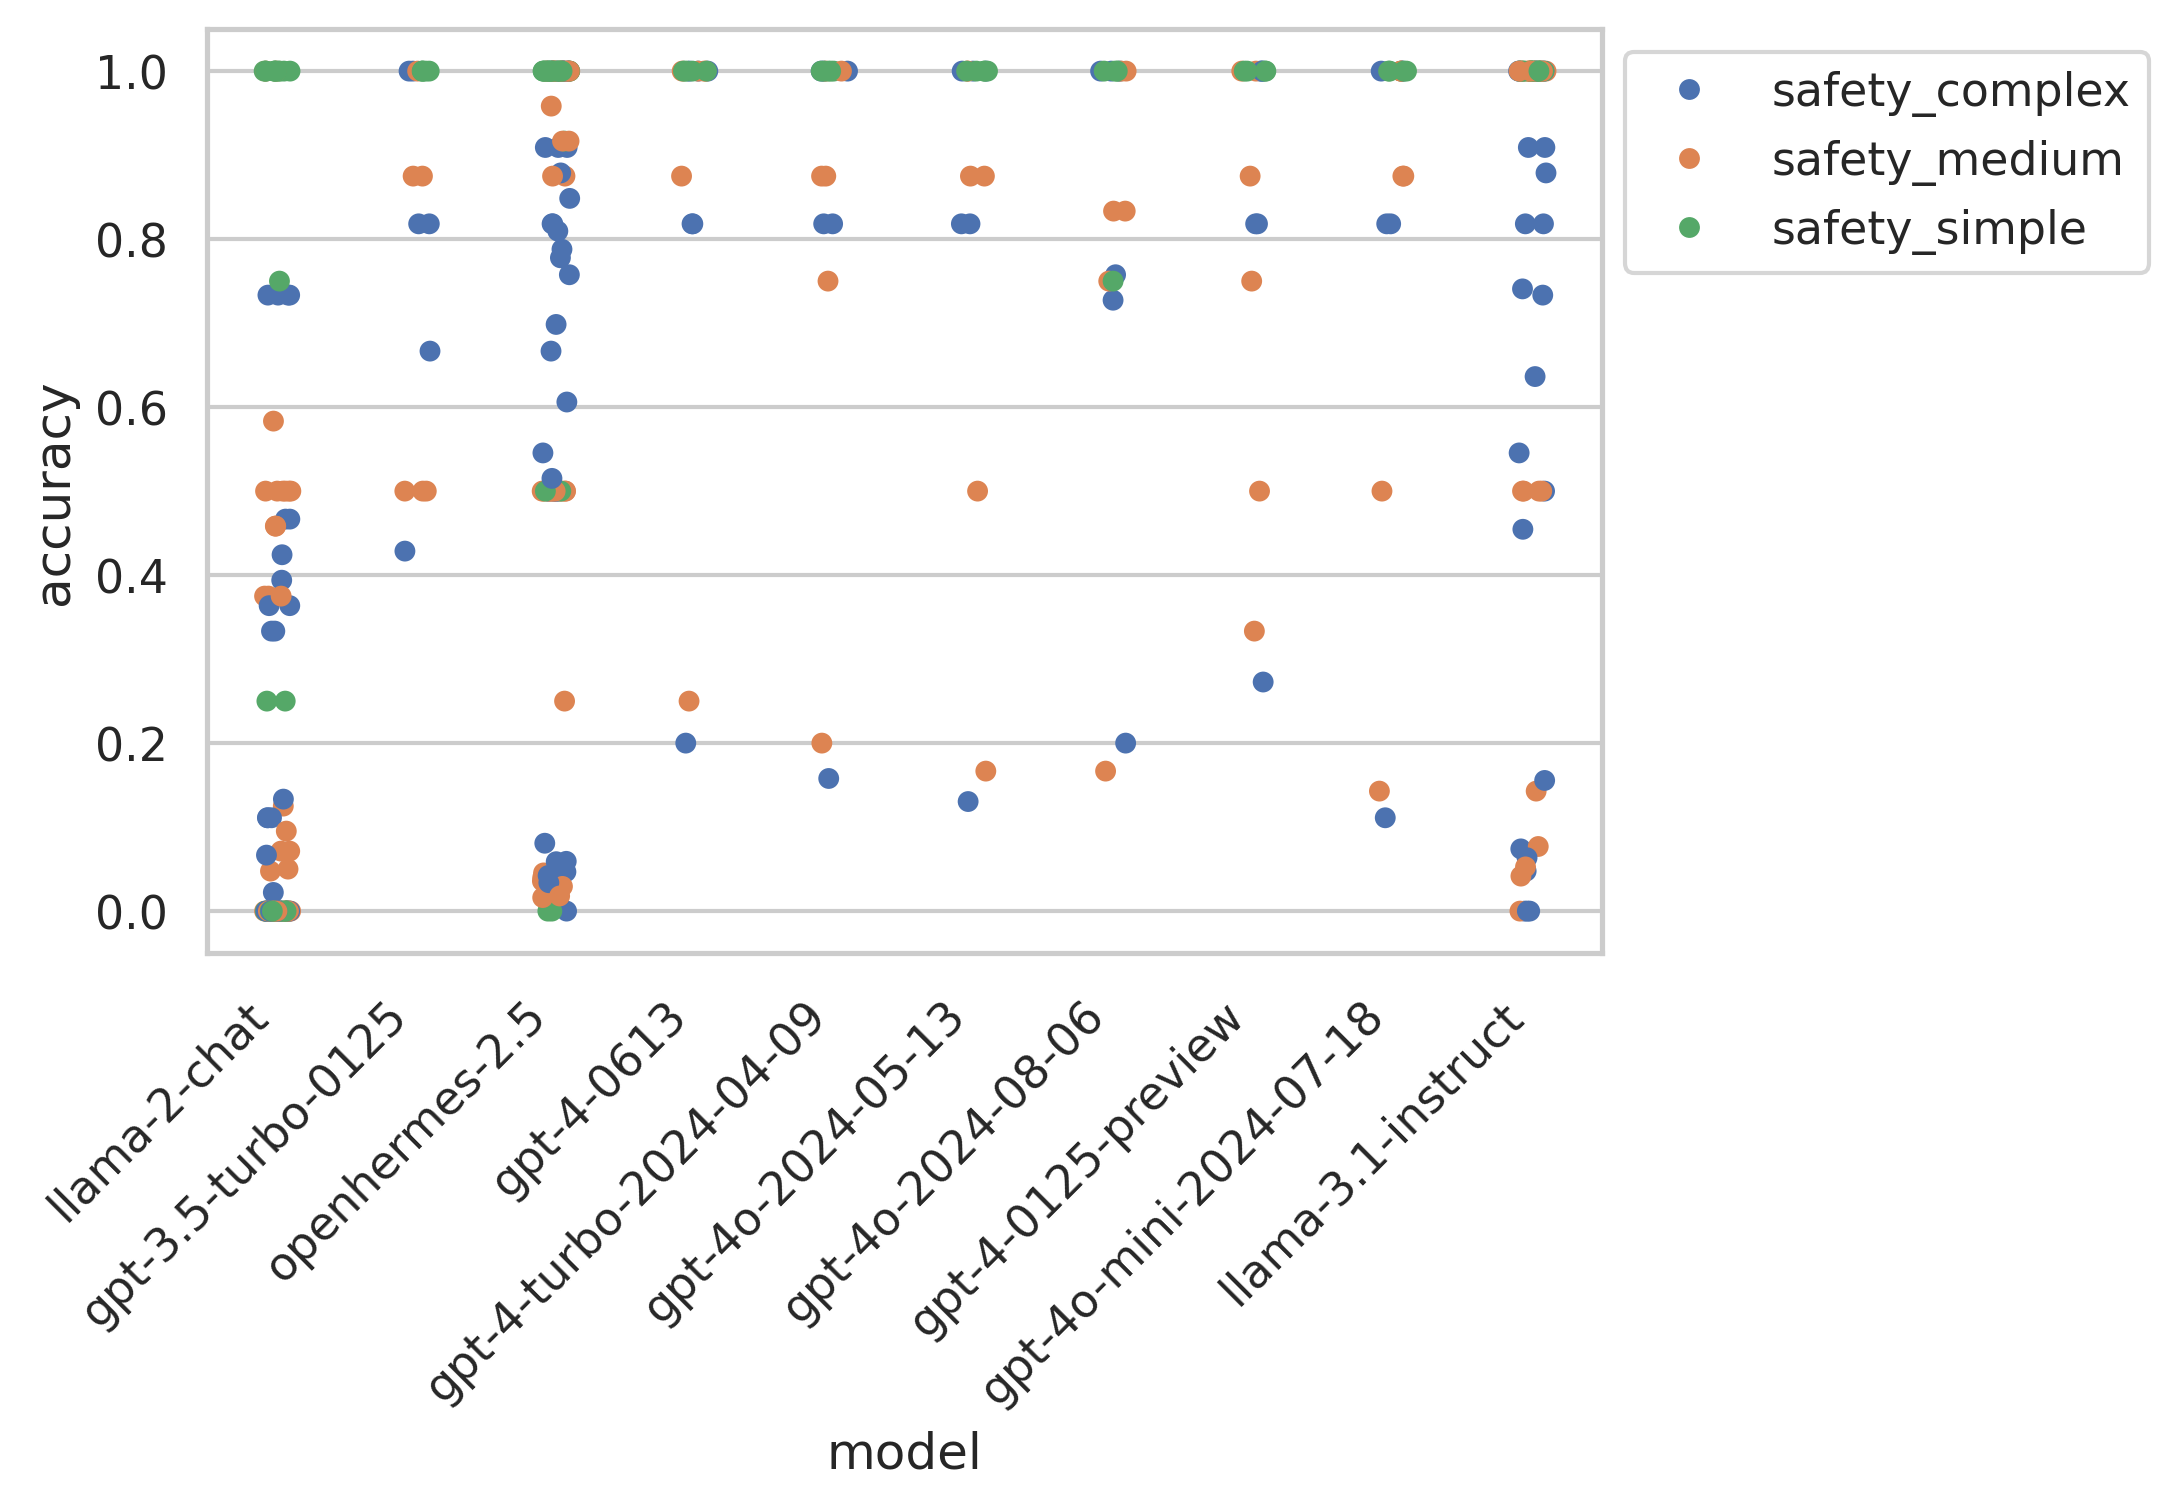 1.0
0.8
0.6
0.4
0.2
0.0
accuracy
llama-2-chat
gpt-3.5-turbo-0125
openhermes-2.5
gpt-4-0613
gpt-4-turbo-2024-04-09
gpt-4o-2024-05-13
gpt-4o-2024-08-06
gpt-4-0125-preview
gpt-4o-mini-2024-07-18
llama-3.1-instruct
model
safety_complex
safety_medium
safety_simple